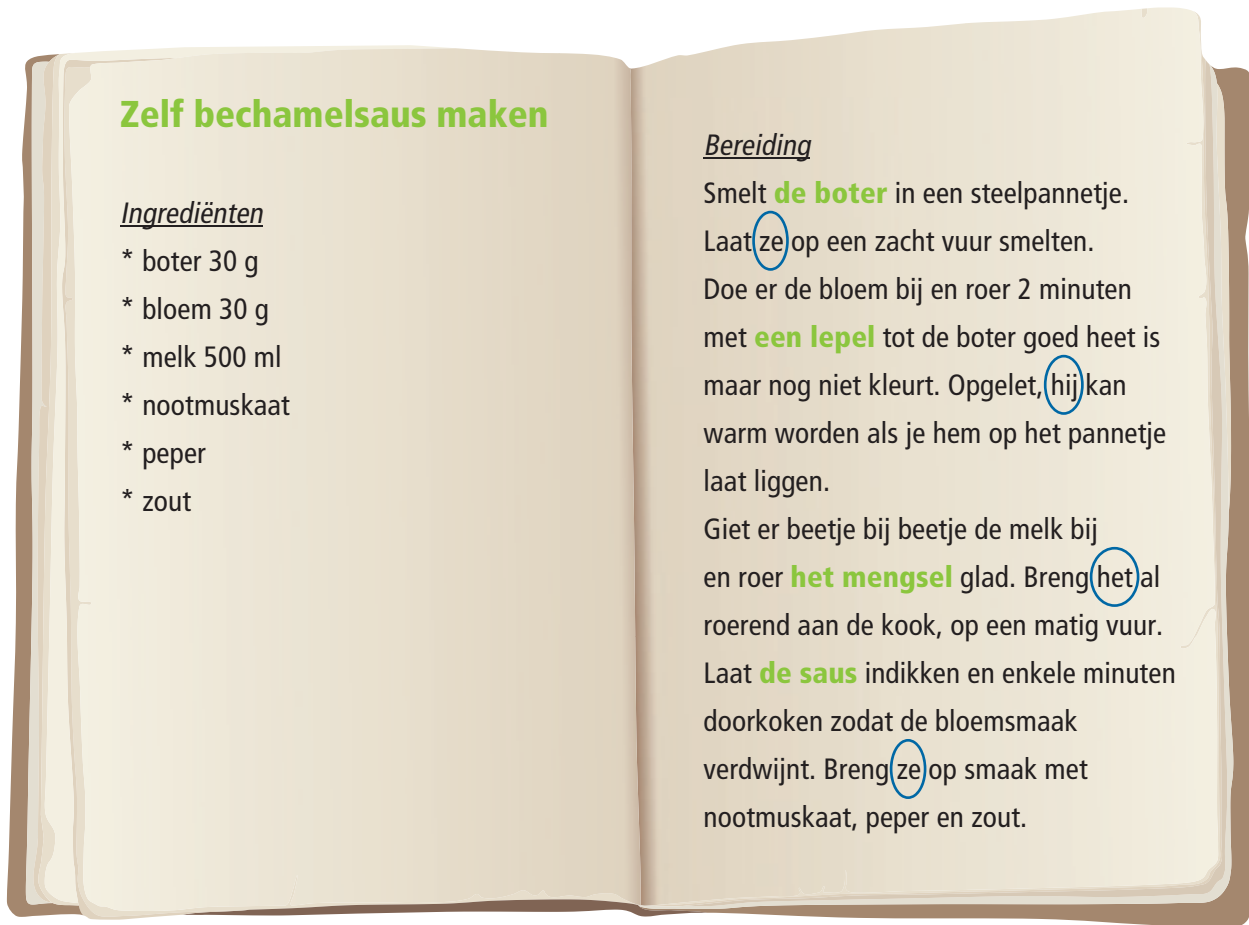 Zelf bechamelsaus maken
Ingrediënten
* boter 30 g
* bloem 30 g
* melk 500 ml
* nootmuskaat
* peper
* zout
Bereiding
Smelt de boter in een steelpannetje.
Laat ze op een zacht vuur smelten.
Doe er de bloem bij en roer 2 minuten
met een lepel tot de boter goed heet is
maar nog niet kleurt. Opgelet, hij kan
warm worden als je hem op het pannetje
laat liggen.
Giet er beetje bij beetje de melk bij
en roer het mengsel glad. Breng het al
roerend aan de kook, op een matig vuur.
Laat de saus indikken en enkele minuten
doorkoken zodat de bloemsmaak
verdwijnt. Breng ze op smaak met
nootmuskaat, peper en zout.